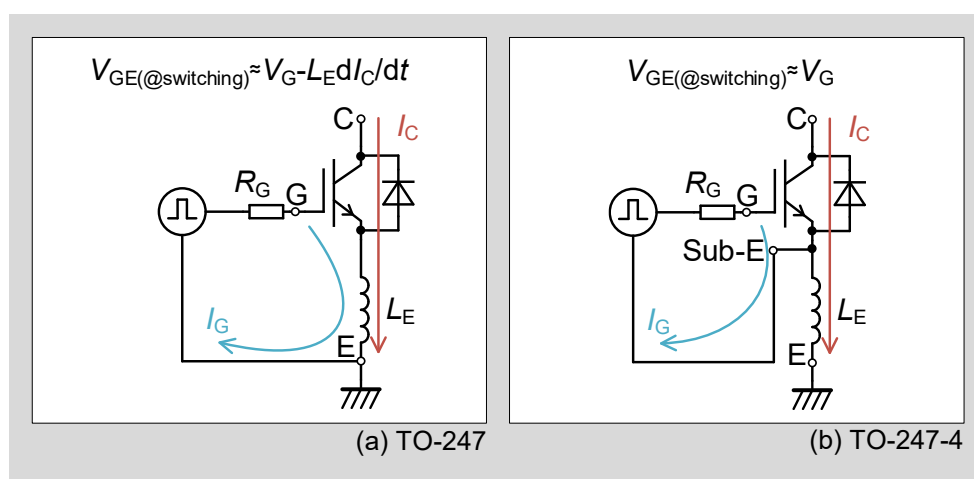 VGE(@switching)≈VG-LEdIC/dt
C
IC
RG
G
IG
LE
E
(a) TO-247
VGE(@switching)≈VG
C
IC
RG
G
Sub-E
IG
LE
E
(b) TO-247-4